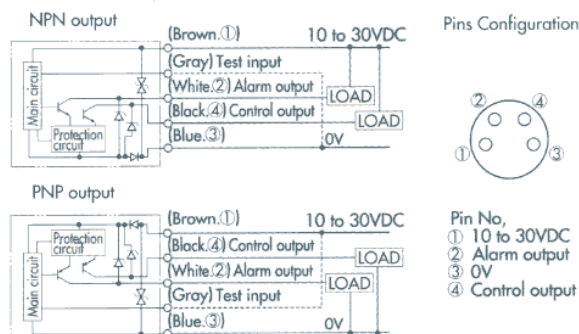 NPN output
(Brown.①) 10 to 30VDC
(Gray) Test input
(White.②) Alarm output
LOAD
(Black.④) Control output
LOAD
(Blue.③) 0V
Main circuit
Protection circuit
PNP output
(Brown.①) 10 to 30VDC
(Black.④) Control output
LOAD
(White.②) Alarm output
LOAD
(Gray) Test input
(Blue.③) 0V
Main circuit
Protection circuit
Pins Configuration
② ④
① ③
Pin No,
① 10 to 30VDC
② Alarm output
③ 0V
④ Control output